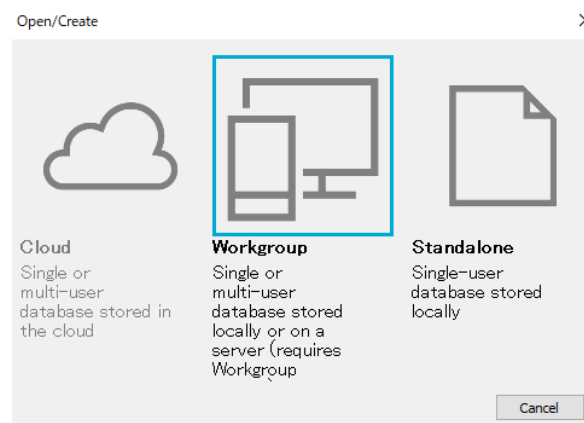 Open/Create
Cloud
Single or
multi-user
database stored in
the cloud
Workgroup
Single or
multi-user
database stored
locally or on a
server (requires
Workgroup
Standalone
Single-user
database stored
locally
Cancel